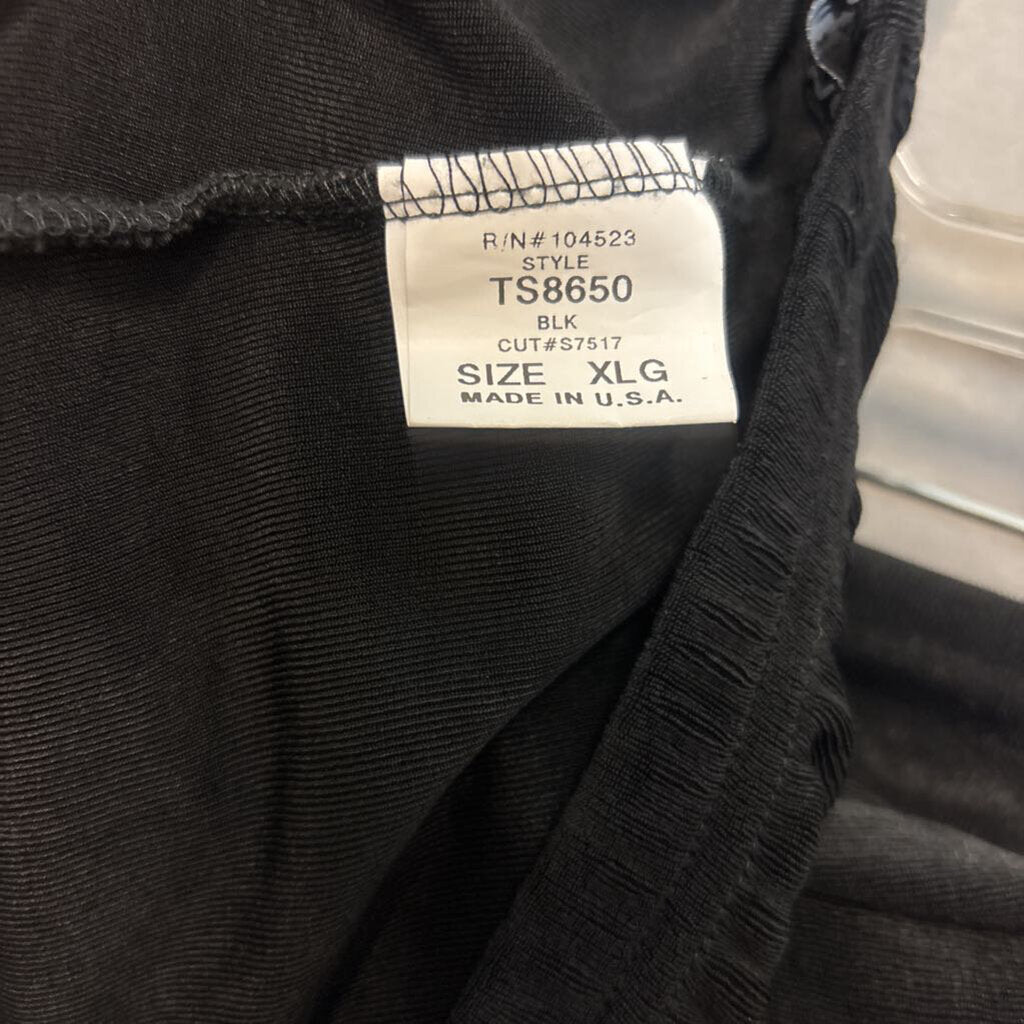 R/N# 104523
STYLE
TS8650
BLK
CUT#S7517
SIZE XLG
MADE IN U.S.A.